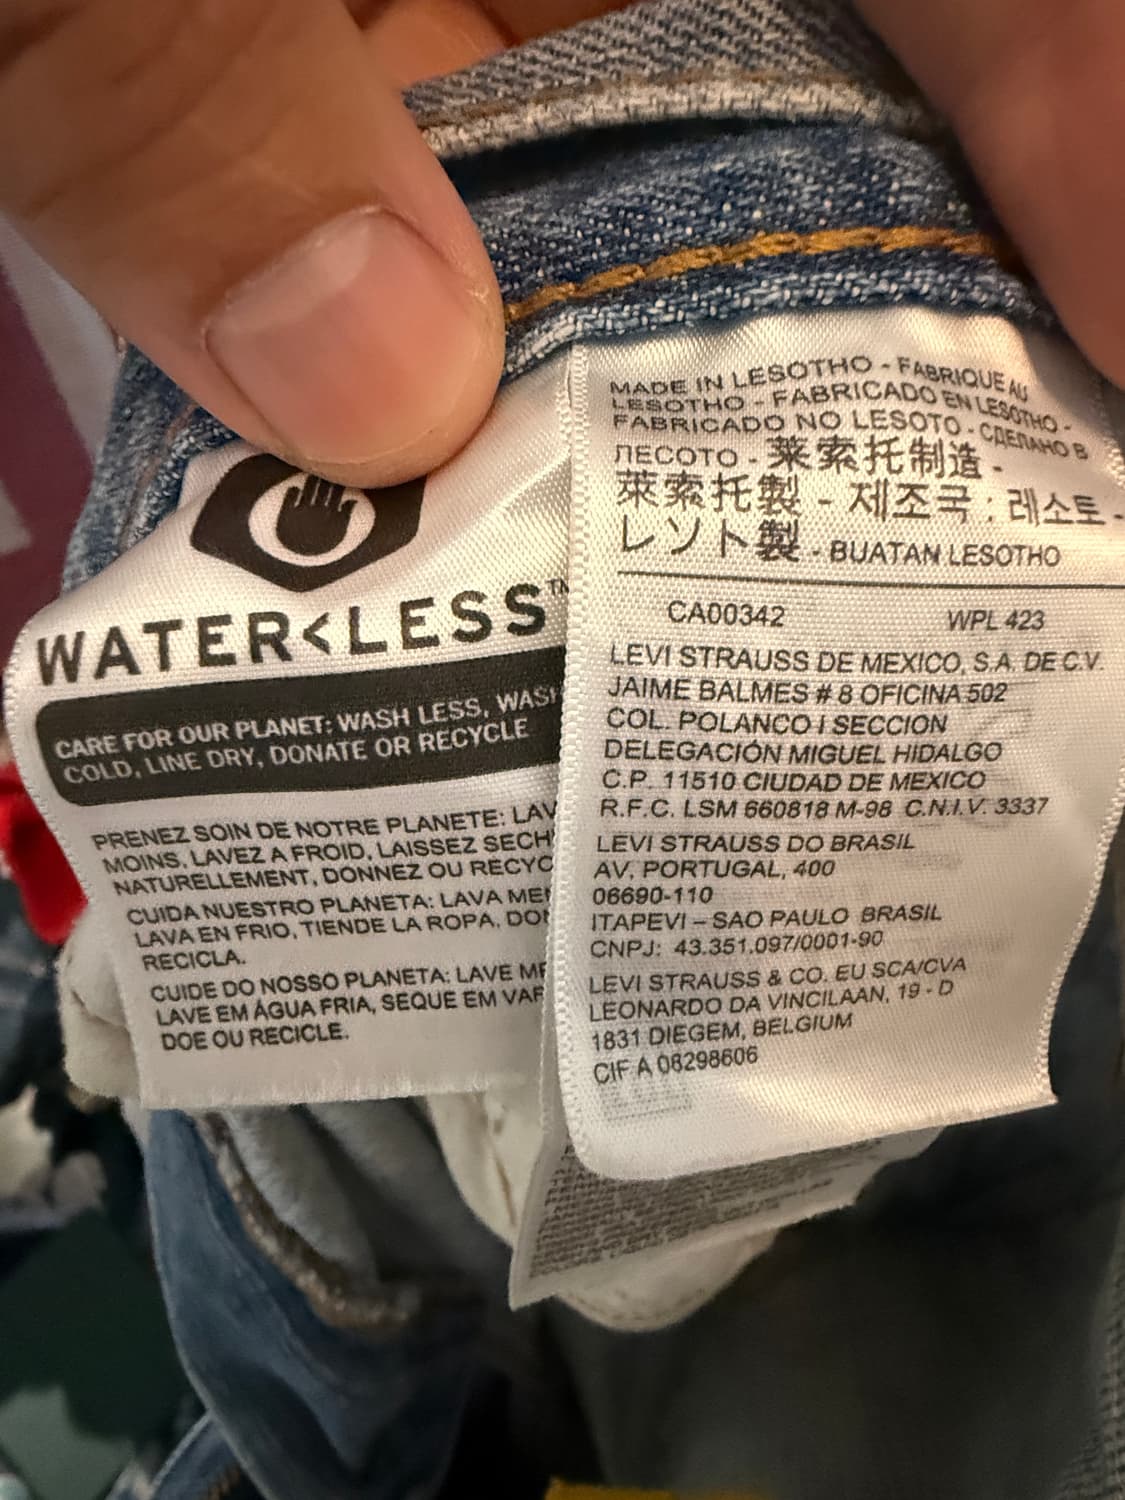 WATER<LESS™
CARE FOR OUR PLANET: WASH LESS, WASH
COLD, LINE DRY, DONATE OR RECYCLE
PRENEZ SOIN DE NOTRE PLANETE: LAV
MOINS, LAVEZ A FROID, LAISSEZ SECH
NATURELLEMENT, DONNEZ OU RECYC
CUIDA NUESTRO PLANETA: LAVA ME
LAVA EN FRIO, TIENDE LA ROPA, DO
RECICLA.
CUIDE DO NOSSO PLANETA: LAVE ME
LAVE EM ÁGUA FRIA, SEQUE EM VAR
DOE OU RECICLE.
MADE IN LESOTHO - FABRIQUE AU
LESOTHO - FABRICADO EN LESOTHO -
FABRICADO NO LESOTO - СДЕЛАНО В
ЛЕСОТО - 莱索托制造 -
萊索托製 - 제조국 : 레소토 -
レソト製 - BUATAN LESOTHO
CA00342 WPL 423
LEVI STRAUSS DE MEXICO, S.A. DE C.V.
JAIME BALMES # 8 OFICINA 502
COL. POLANCO I SECCION
DELEGACIÓN MIGUEL HIDALGO
C.P. 11510 CIUDAD DE MEXICO
R.F.C. LSM 660818 M-98 C.N.I.V. 3337
LEVI STRAUSS DO BRASIL
AV, PORTUGAL, 400
06690-110
ITAPEVI – SAO PAULO BRASIL
CNPJ: 43.351.097/0001-90
LEVI STRAUSS & CO. EU SCA/CVA
LEONARDO DA VINCILAAN, 19 - D
1831 DIEGEM, BELGIUM
CIF A 08298606